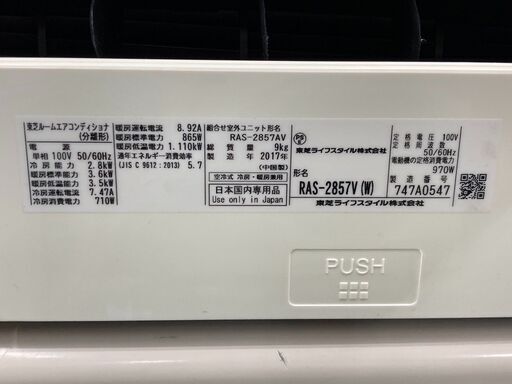 東芝ルームエアコンディショナ
(分離形)
電源
単相 100V 50/60Hz
冷房能力 2.8kW
暖房標準能力 3.6kW
暖房低温能力 3.5kW
冷房運転電流 7.47A
冷房消費電力 710W
暖房運転電流 8.92A
暖房標準電力 865W
暖房低温電力 1.110kW
通年エネルギー消費効率
(JIS C 9612:2013) 5.7
組合せ室外ユニット形名
RAS-2857AV
総質量 9kg
製造年 2017年
(中国製)
空冷式 冷房・暖房兼用
日本国内専用品
Use only in Japan
PS
E
東芝ライフスタイル株式会社
形名
RAS-2857V(W)
東芝ライフスタイル株式会社
定格電圧 100V
定格周波数
50/60Hz
電動機の定格消費電力
970W
製造番号
747A0547
PUSH